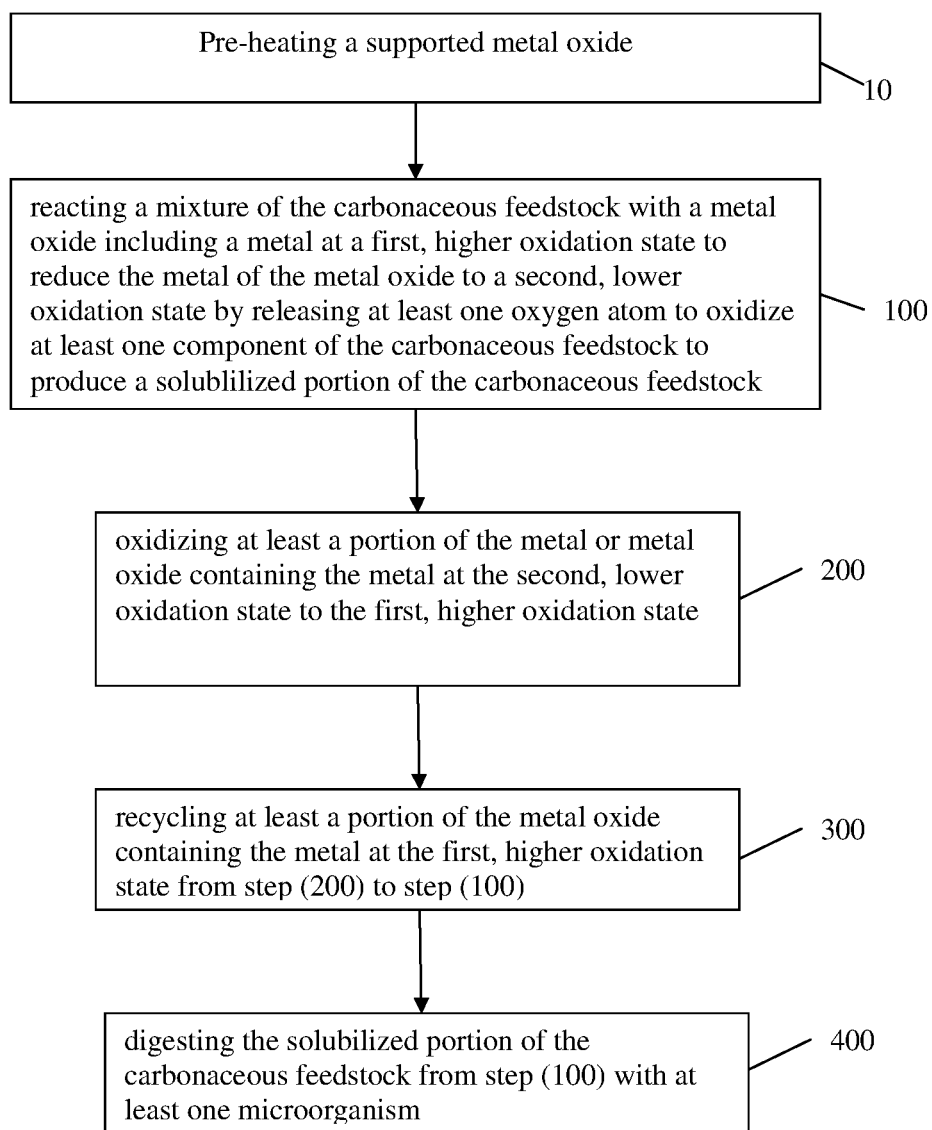 Pre-heating a supported metal oxide
10
reacting a mixture of the carbonaceous feedstock with a metal
oxide including a metal at a first, higher oxidation state to
reduce the metal of the metal oxide to a second, lower
oxidation state by releasing at least one oxygen atom to oxidize
at least one component of the carbonaceous feedstock to
produce a solublilized portion of the carbonaceous feedstock
100
oxidizing at least a portion of the metal or metal
oxide containing the metal at the second, lower
oxidation state to the first, higher oxidation state
200
recycling at least a portion of the metal oxide
containing the metal at the first, higher oxidation
state from step (200) to step (100)
300
digesting the solubilized portion of the
carbonaceous feedstock from step (100) with at
least one microorganism
400